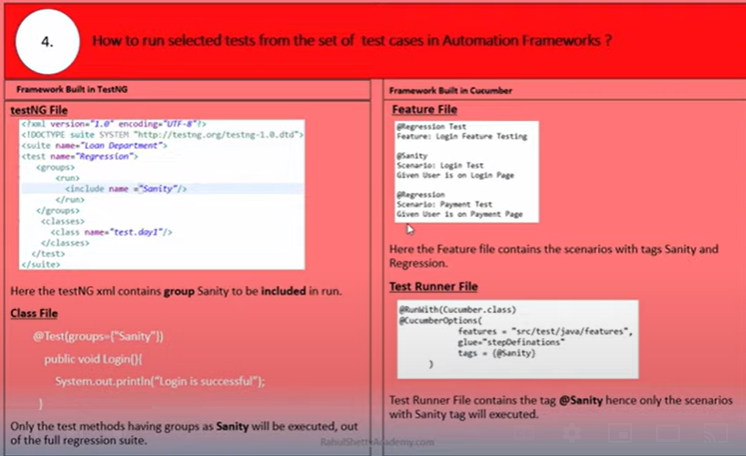 4.
How to run selected tests from the set of test cases in Automation Frameworks ?
Framework Built in TestNG
testNG File
<?xml version="1.0" encoding="UTF-8"?>
<!DOCTYPE suite SYSTEM "http://testng.org/testng-1.0.dtd">
<suite name="Loan Department">
<test name="Regression">
<groups>
<run>
<include name ="Sanity"/>
</run>
</groups>
<classes>
<class name="test.day1"/>
</classes>
</test>
</suite>
Here the testNG xml contains group Sanity to be included in run.
Class File
@Test(groups={"Sanity"})
public void Login(){
System.out.println("Login is successful");
}
Only the test methods having groups as Sanity will be executed, out
of the full regression suite.
Framework Built in Cucumber
Feature File
@Regression Test
Feature: Login Feature Testing
@Sanity
Scenario: Login Test
Given User is on Login Page
@Regression
Scenario: Payment Test
Given User is on Payment Page
Here the Feature file contains the scenarios with tags Sanity and
Regression.
Test Runner File
@RunWith(Cucumber.class)
@CucumberOptions(
features = "src/test/java/features",
glue="stepDefinations"
tags = {@Sanity}
)
Test Runner File contains the tag @Sanity hence only the scenarios
with Sanity tag will executed.
RahulShettyAcademy.com